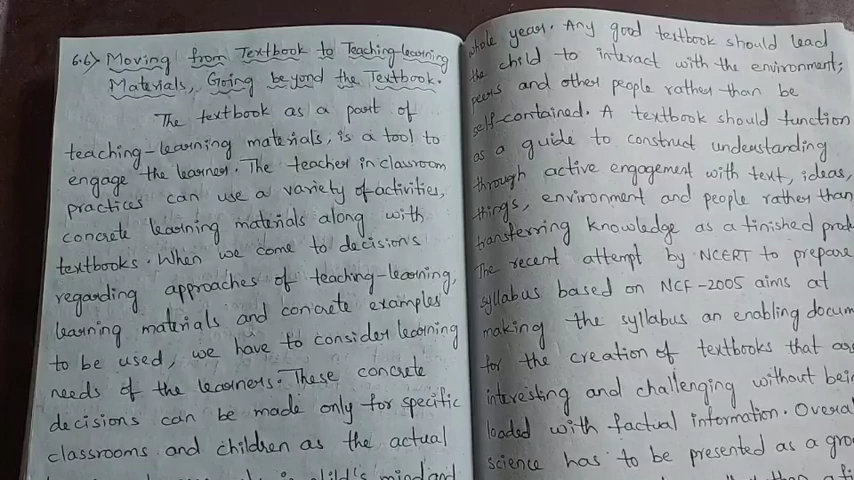 6.6> Moving from Textbook to Teaching-learning
Materials, Going beyond the Textbook.
The textbook as a part of
teaching-learning materials, is a tool to
engage the learner. The teacher in classroom
practices can use a variety of activities,
concrete learning materials along with
textbooks. When we come to decisions
regarding approaches of teaching-learning,
learning materials and concrete examples
to be used, we have to consider learning
needs of the learners. These concrete
decisions can be made only for specific
classrooms and children as the actual
child's mind and
whole year. Any good textbook should lead
the child to interact with the environment,
peers and other people rather than be
self-contained. A textbook should function
as a guide to construct understanding
through active engagement with text, ideas,
things, environment and people rather than
transferring knowledge as a finished prod
The recent attempt by NCERT to prepare
syllabus based on NCF-2005 aims at
making the syllabus an enabling docum
for the creation of textbooks that are
interesting and challenging without bein
loaded with factual information. Overal
science has to be presented as a gro